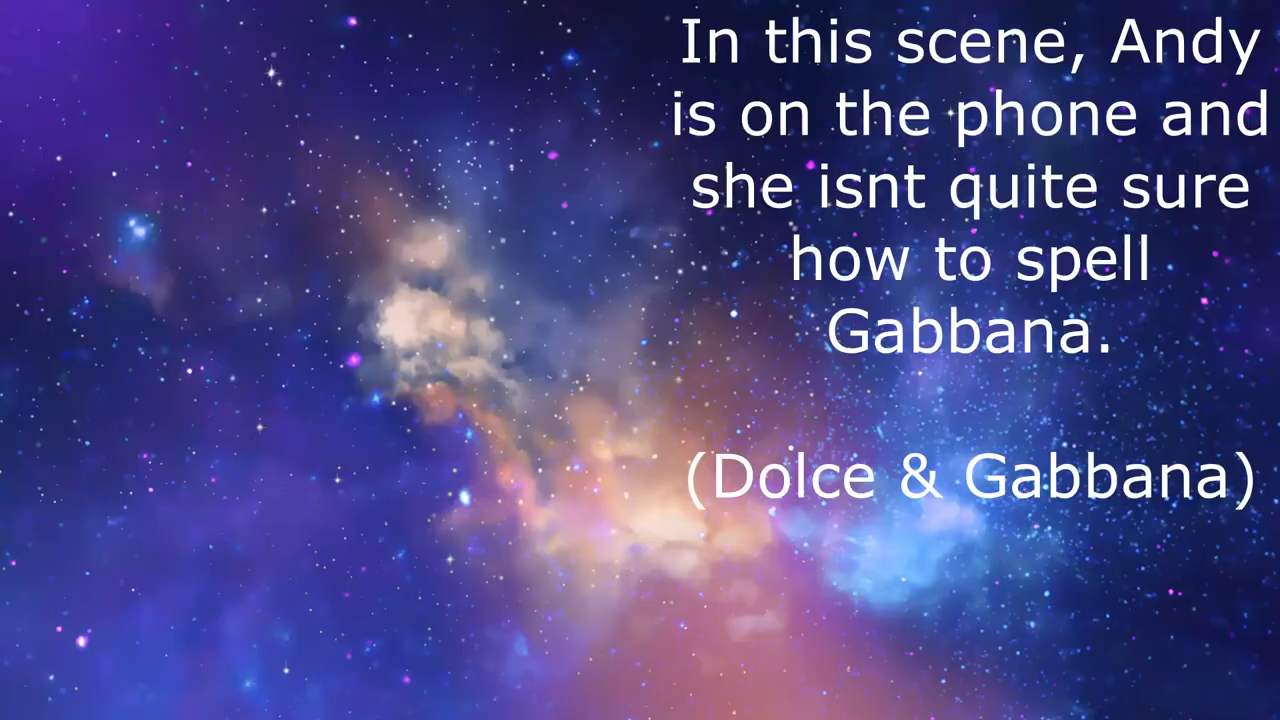 In this scene, Andy
is on the phone and
she isnt quite sure
how to spell
Gabbana.
(Dolce & Gabbana)